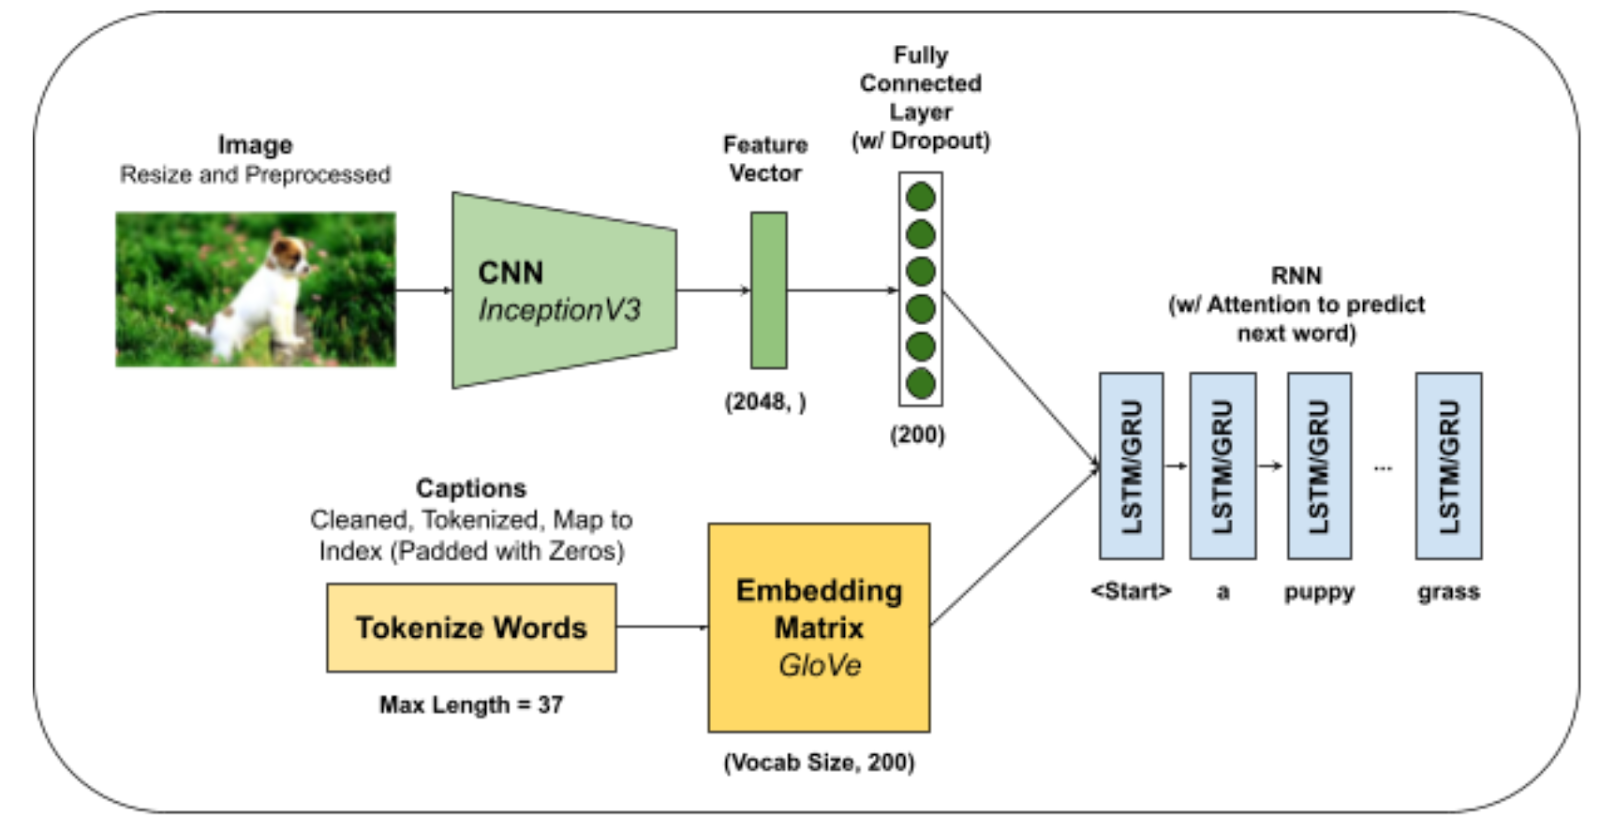 Image
Resize and Preprocessed
CNN
InceptionV3
Feature
Vector
(2048, )
Fully
Connected
Layer
(w/ Dropout)
(200)
Captions
Cleaned, Tokenized, Map to
Index (Padded with Zeros)
Tokenize Words
Max Length = 37
Embedding
Matrix
GloVe
(Vocab Size, 200)
RNN
(w/ Attention to predict
next word)
LSTM/GRU
LSTM/GRU
LSTM/GRU
...
LSTM/GRU
<Start>
a
puppy
grass